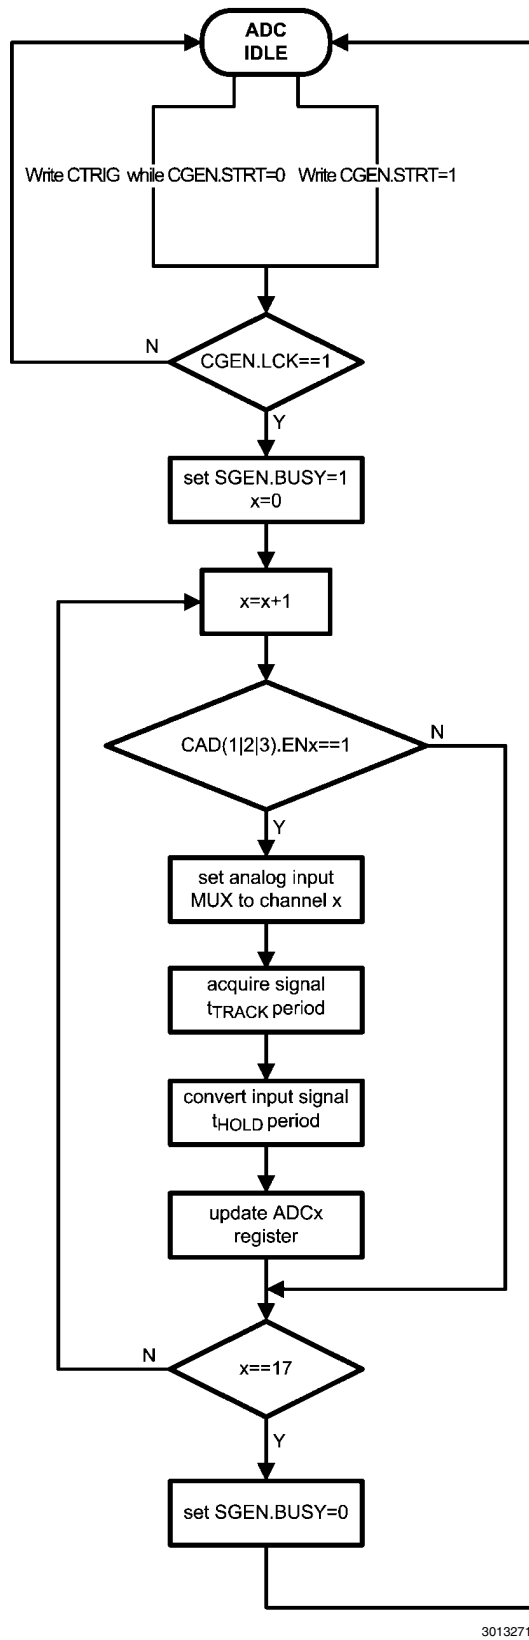 ADC
IDLE
Write CTRIG while CGEN.STRT=0 Write CGEN.STRT=1
N
CGEN.LCK==1
Y
set SGEN.BUSY=1
x=0
x=x+1
N
CAD(1|2|3).ENx==1
Y
set analog input
MUX to channel x
acquire signal
tTRACK period
convert input signal
tHOLD period
update ADCx
register
N
x==17
Y
set SGEN.BUSY=0
3013271